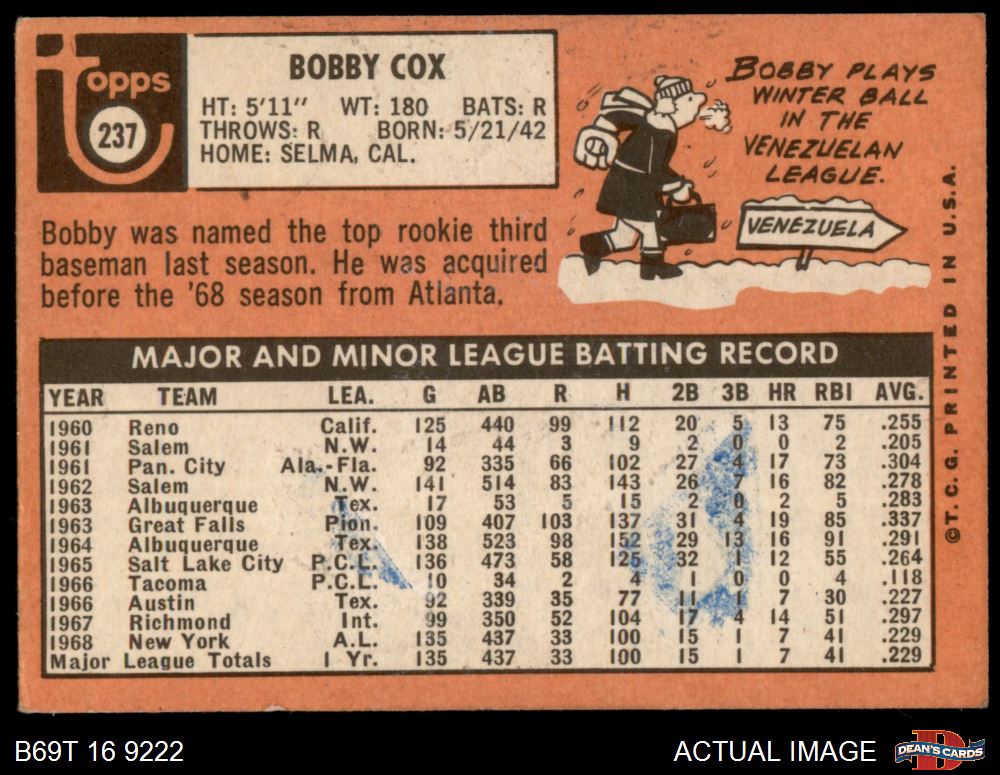 Topps
237
BOBBY COX
HT: 5'11" WT: 180 BATS: R
THROWS: R BORN: 5/21/42
HOME: SELMA, CAL.
BOBBY PLAYS
WINTER BALL
IN THE
VENEZUELAN
LEAGUE.
VENEZUELA
Bobby was named the top rookie third
baseman last season. He was acquired
before the '68 season from Atlanta.
MAJOR AND MINOR LEAGUE BATTING RECORD
YEAR TEAM LEA. G AB R H 2B 3B HR RBI AVG.
1960 Reno Calif. 125 440 99 112 20 5 13 75 .255
1961 Salem N.W. 14 44 3 9 2 0 0 2 .205
1961 Pan. City Ala.-Fla. 92 335 66 102 27 4 17 73 .304
1962 Salem N.W. 141 514 83 143 26 7 16 82 .278
1963 Albuquerque Tex. 17 53 5 15 2 0 2 5 .283
1963 Great Falls Pion. 109 407 103 137 31 4 19 85 .337
1964 Albuquerque Tex. 138 523 98 152 29 13 16 91 .291
1965 Salt Lake City P.C.L. 136 473 58 125 32 1 12 55 .264
1966 Tacoma P.C.L. 10 34 2 4 1 0 0 4 .118
1966 Austin Tex. 92 339 35 77 11 1 7 30 .227
1967 Richmond Int. 99 350 52 104 17 4 14 51 .297
1968 New York A.L. 135 437 33 100 15 1 7 41 .229
Major League Totals 1 Yr. 135 437 33 100 15 1 7 41 .229
©T.C.G. PRINTED IN U.S.A.
B69T 16 9222
ACTUAL IMAGE
D
DEAN'S CARDS